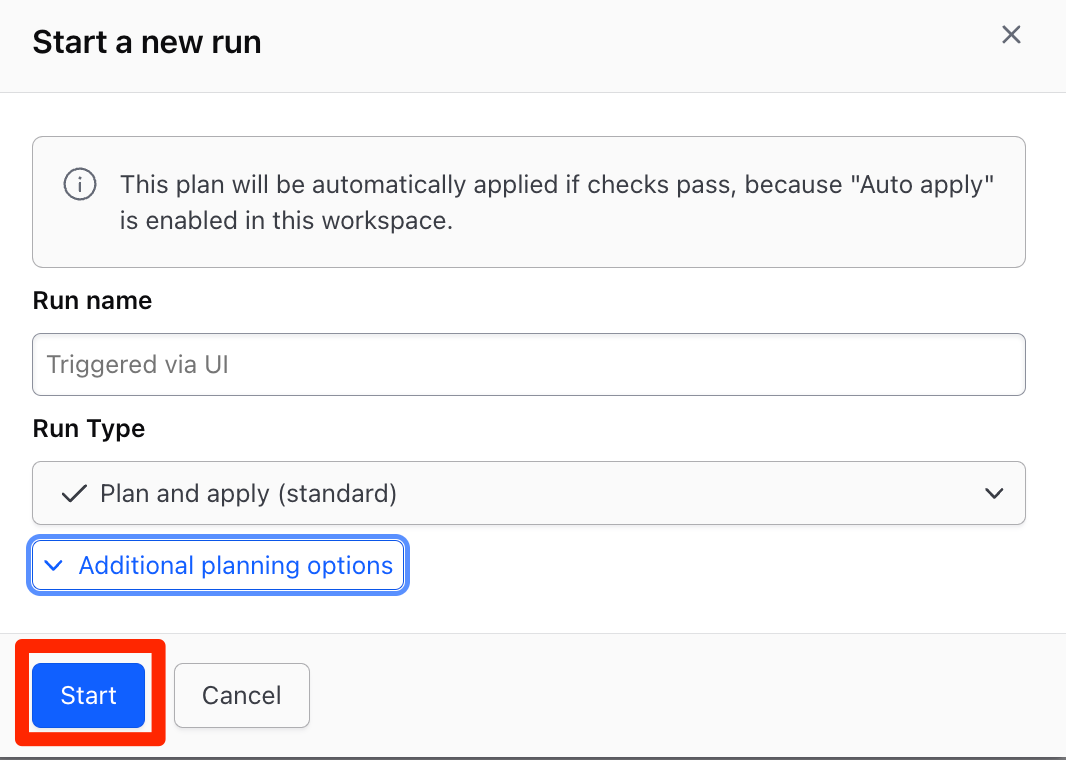 Start a new run
This plan will be automatically applied if checks pass, because "Auto apply"
is enabled in this workspace.
Run name
Triggered via UI
Run Type
Plan and apply (standard)
Additional planning options
Start
Cancel